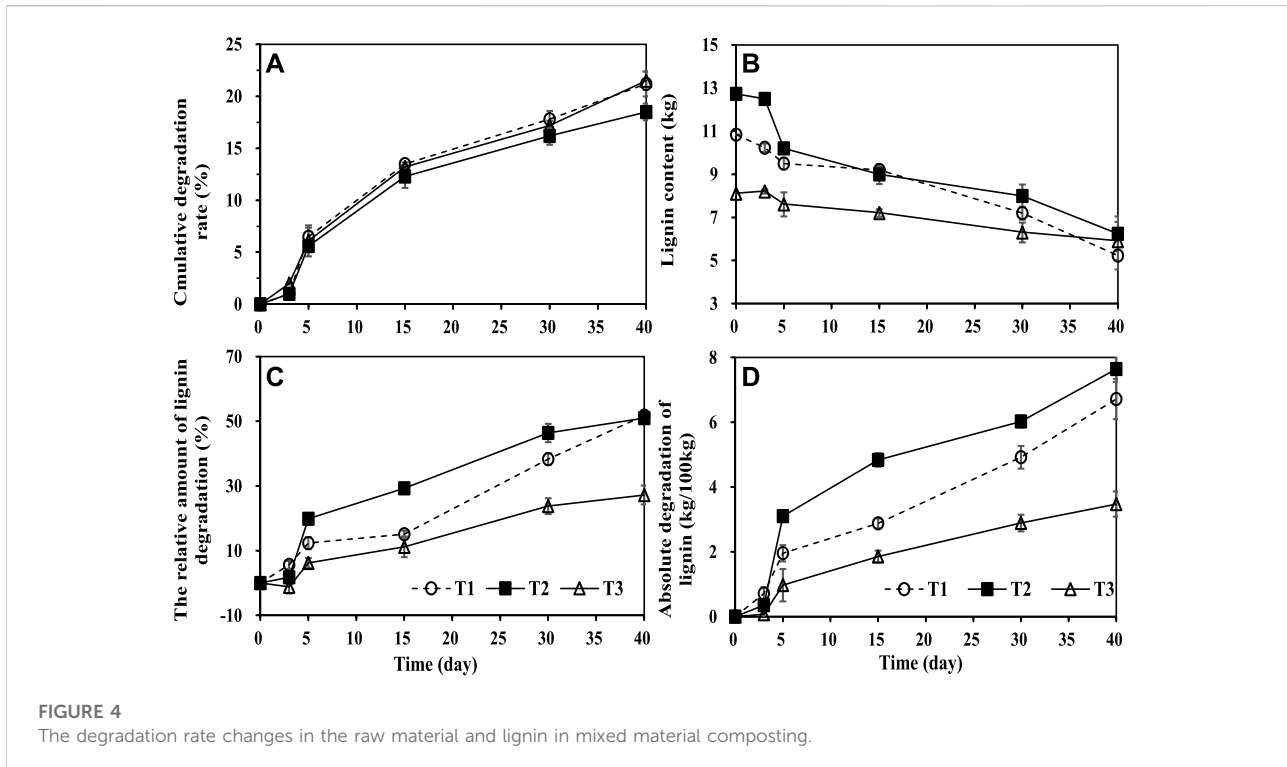 A
Cmulative degradation
rate (%)
25
20
15
10
5
0
0 5 10 15 20 25 30 35 40
B
Lignin content (kg)
15
13
11
9
7
5
3
0 5 10 15 20 25 30 35 40
C
The relative amount of lignin
degradation (%)
70
50
30
10
-10
T1 T2 T3
0 5 10 15 20 25 30 35 40
Time (day)
D
Absolute degradation of
lignin (kg/100kg)
8
6
4
2
0
T1 T2 T3
0 5 10 15 20 25 30 35 40
Time (day)
FIGURE 4
The degradation rate changes in the raw material and lignin in mixed material composting.